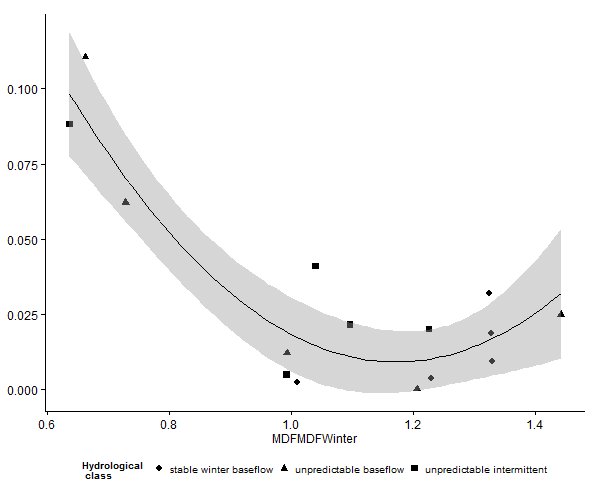 0.100
0.075
0.050
0.025
0.000
0.6 0.8 1.0 1.2 1.4
MDFMDFWinter
Hydrological
class
stable winter baseflow unpredictable baseflow unpredictable intermittent